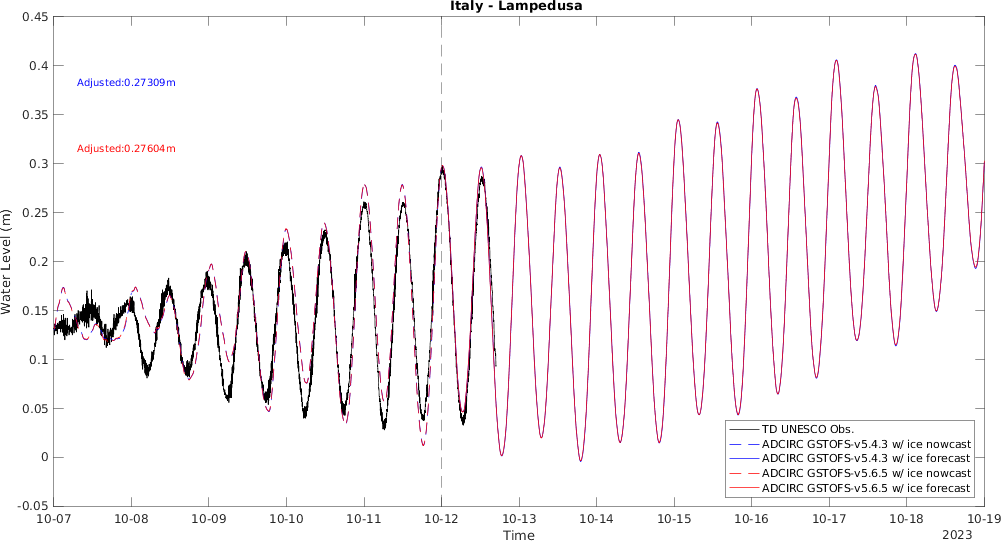 Italy - Lampedusa
0.45
0.4
0.35
0.3
0.25
0.2
0.15
0.1
0.05
0
-0.05
Water Level (m)
Adjusted:0.27309m
Adjusted:0.27604m
TD UNESCO Obs.
ADCIRC GSTOFS-v5.4.3 w/ ice nowcast
ADCIRC GSTOFS-v5.4.3 w/ ice forecast
ADCIRC GSTOFS-v5.6.5 w/ ice nowcast
ADCIRC GSTOFS-v5.6.5 w/ ice forecast
10-07 10-08 10-09 10-10 10-11 10-12 10-13 10-14 10-15 10-16 10-17 10-18 10-19
Time
2023